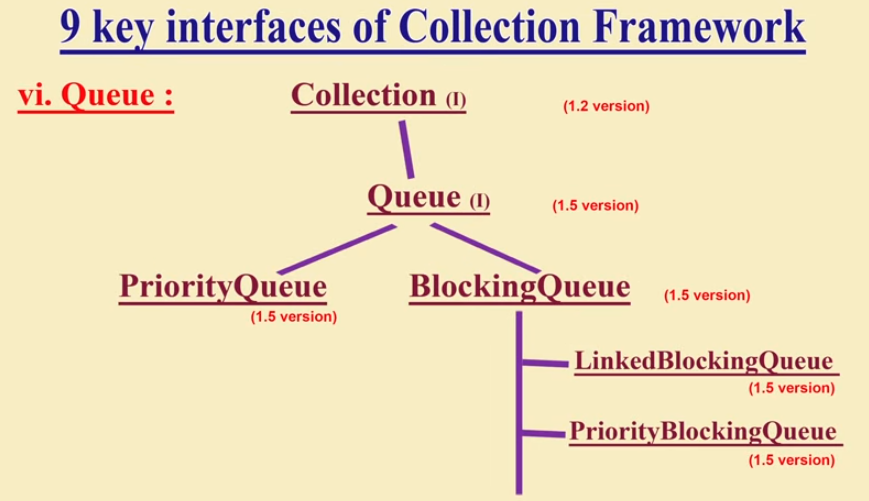 9 key interfaces of Collection Framework
vi. Queue :
Collection (I)
(1.2 version)
Queue (I)
(1.5 version)
PriorityQueue
(1.5 version)
BlockingQueue
(1.5 version)
LinkedBlockingQueue
(1.5 version)
PriorityBlockingQueue
(1.5 version)